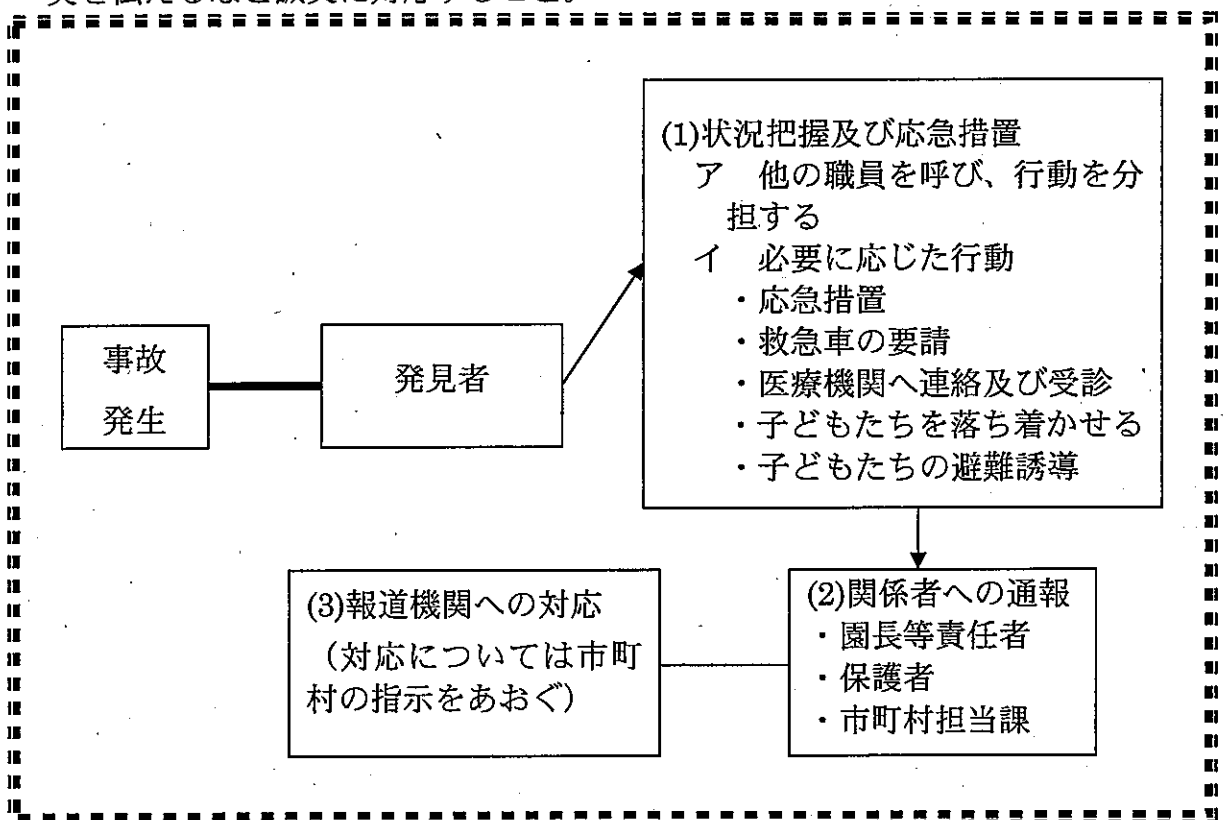 事故
発生
発見者
(1)状況把握及び応急措置
ア 他の職員を呼び、行動を分
担する
イ 必要に応じた行動
・応急措置
・救急車の要請
・医療機関へ連絡及び受診
・子どもたちを落ち着かせる
・子どもたちの避難誘導
(2)関係者への通報
・園長等責任者
・保護者
・市町村担当課
(3)報道機関への対応
(対応については市町
村の指示をあおぐ)